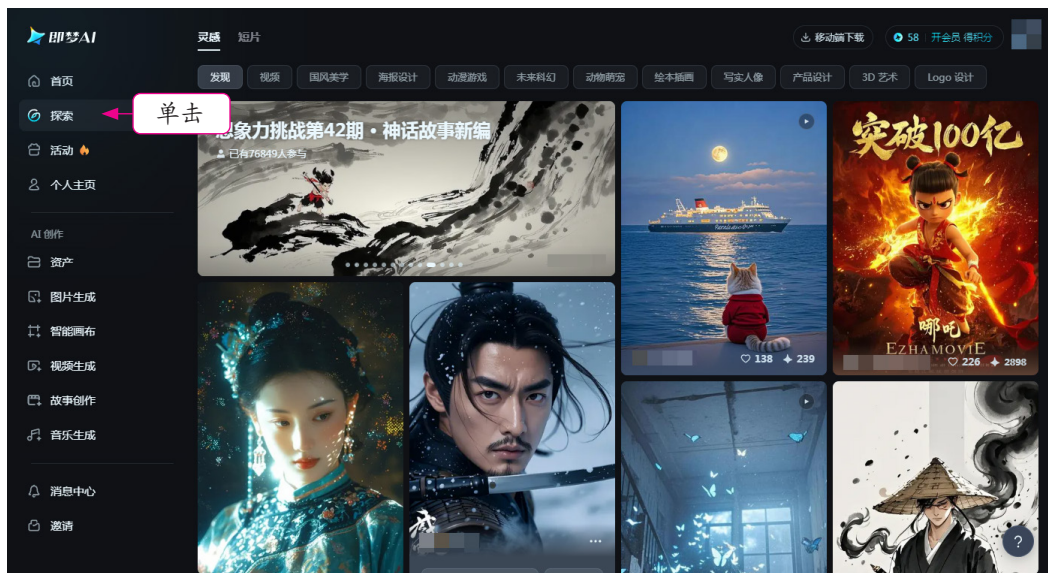 即梦AI
灵感 短片
移动端下载
58 开会员 得积分
首页
探索
单击
活动
个人主页
AI 创作
资产
图片生成
智能画布
视频生成
故事创作
音乐生成
消息中心
邀请
发现 视频 国风美学 海报设计 动漫游戏 未来科幻 动物萌宠 绘本插画 写实人像 产品设计 3D 艺术 Logo 设计
想象力挑战第42期·神话故事新编
已有76849人参与
138 239
突破100亿
哪吒
EZHAMOVIE
226 2898
?